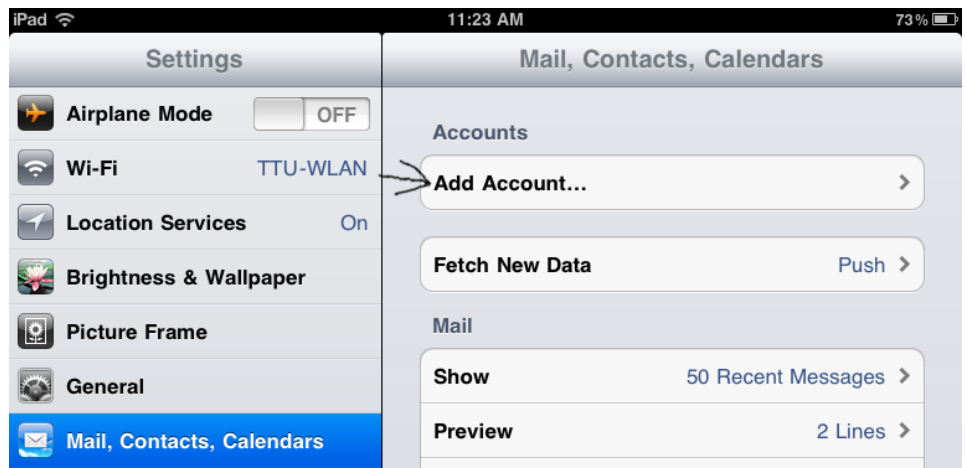 iPad 11:23 AM 73%
Settings
Airplane Mode OFF
Wi-Fi TTU-WLAN
Location Services On
Brightness & Wallpaper
Picture Frame
General
Mail, Contacts, Calendars
Mail, Contacts, Calendars
Accounts
Add Account...
Fetch New Data Push
Mail
Show 50 Recent Messages
Preview 2 Lines